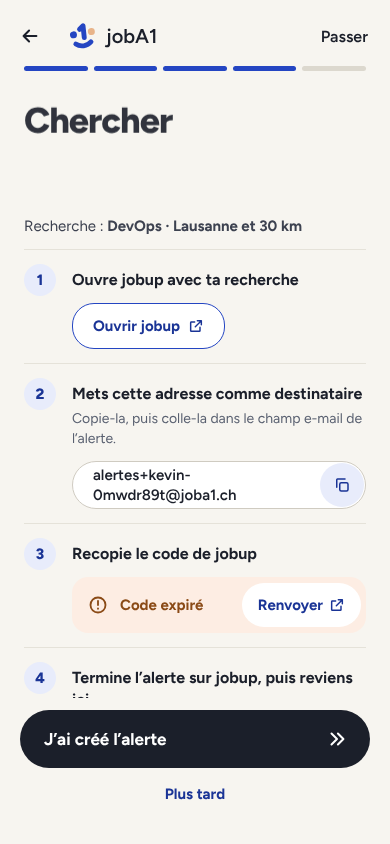 jobA1
Passer
Chercher
Recherche : DevOps · Lausanne et 30 km
1
Ouvre jobup avec ta recherche
Ouvrir jobup
2
Mets cette adresse comme destinataire
Copie-la, puis colle-la dans le champ e-mail de
l’alerte.
alertes+kevin-
0mwdr89t@joba1.ch
3
Recopie le code de jobup
Code expiré
Renvoyer
4
Termine l’alerte sur jobup, puis reviens
J’ai créé l’alerte
Plus tard